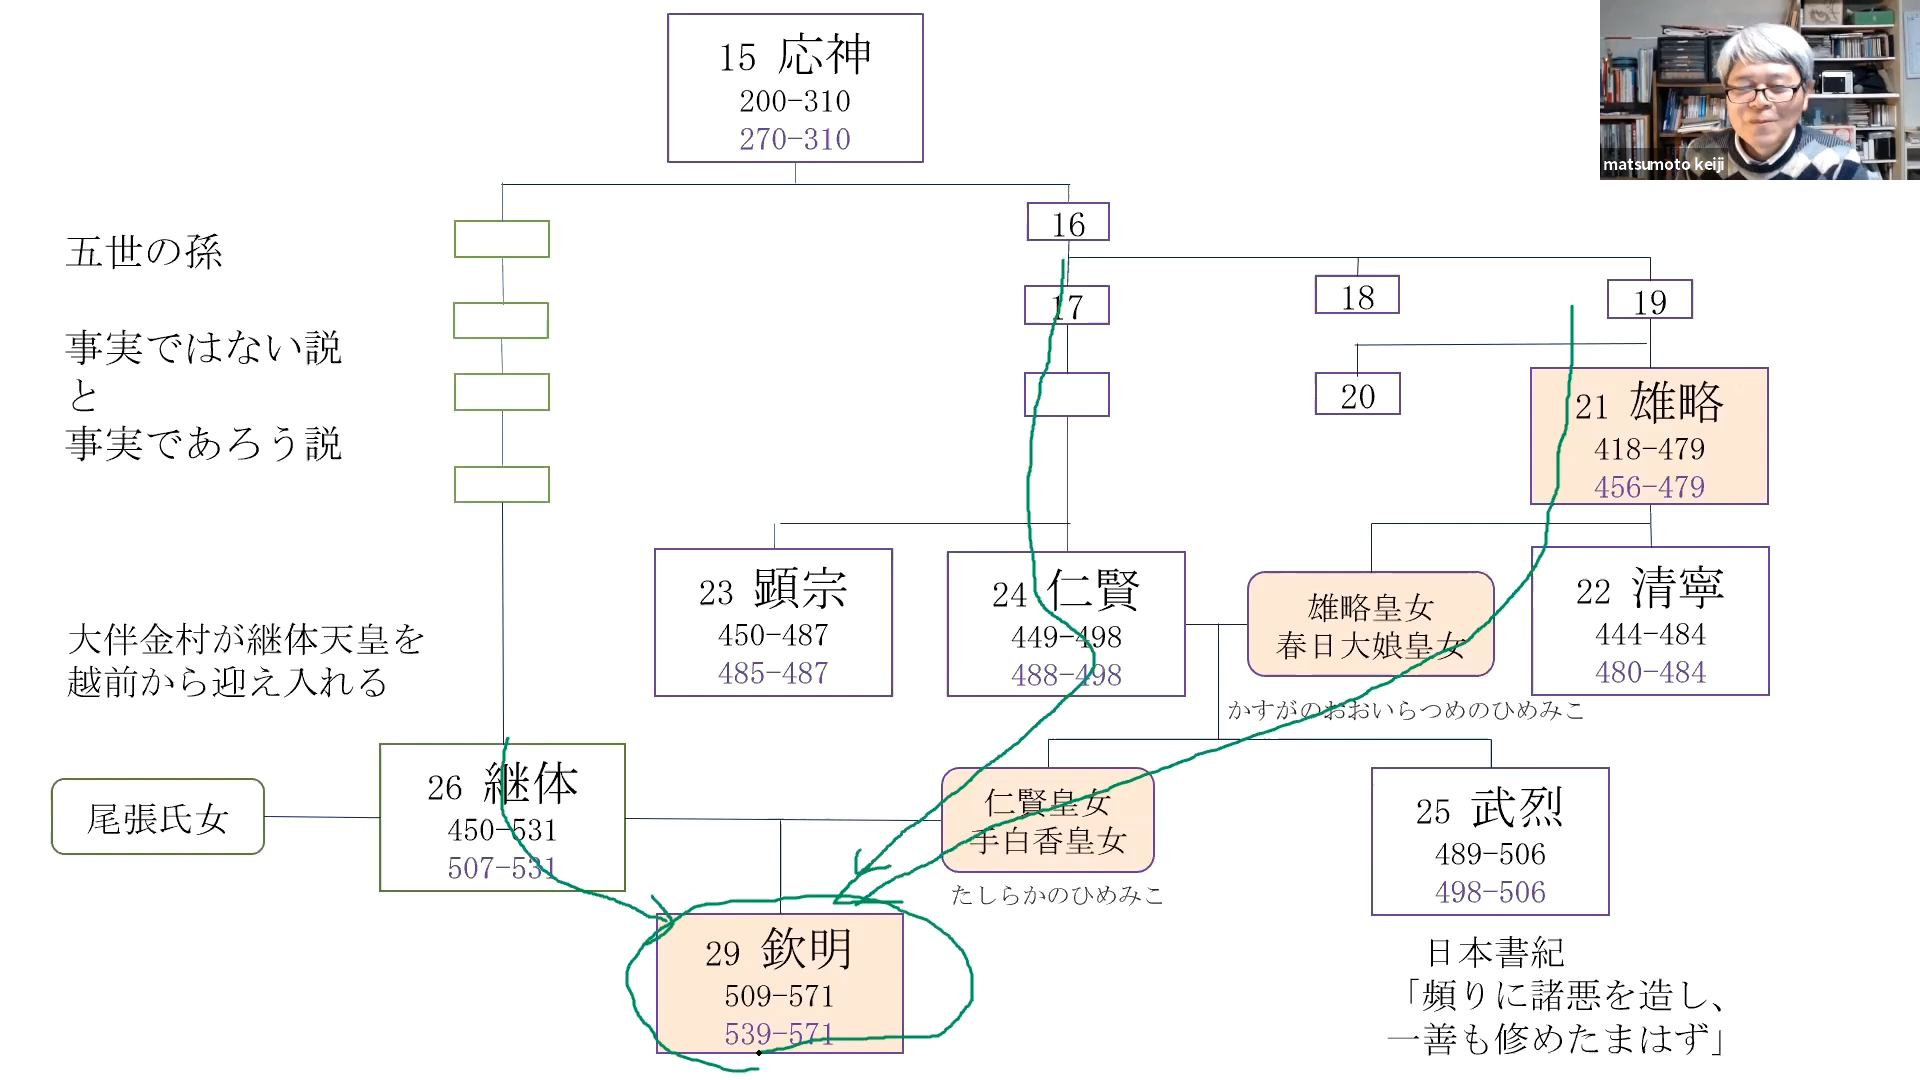 15 応神
200-310
270-310
matsumoto keiji
16
五世の孫
17
18
19
事実ではない説
と
事実であろう説
20
21 雄略
418-479
456-479
23 顕宗
450-487
485-487
24 仁賢
449-498
488-498
雄略皇女
春日大娘皇女
かすがのおおいらつめのひめみこ
22 清寧
444-484
480-484
大伴金村が継体天皇を
越前から迎え入れる
尾張氏女
26 継体
450-531
507-531
仁賢皇女
手白香皇女
たしらかのひめみこ
25 武烈
489-506
498-506
29 欽明
509-571
539-571
日本書紀
「頻りに諸悪を造し、
一善も修めたまはず」